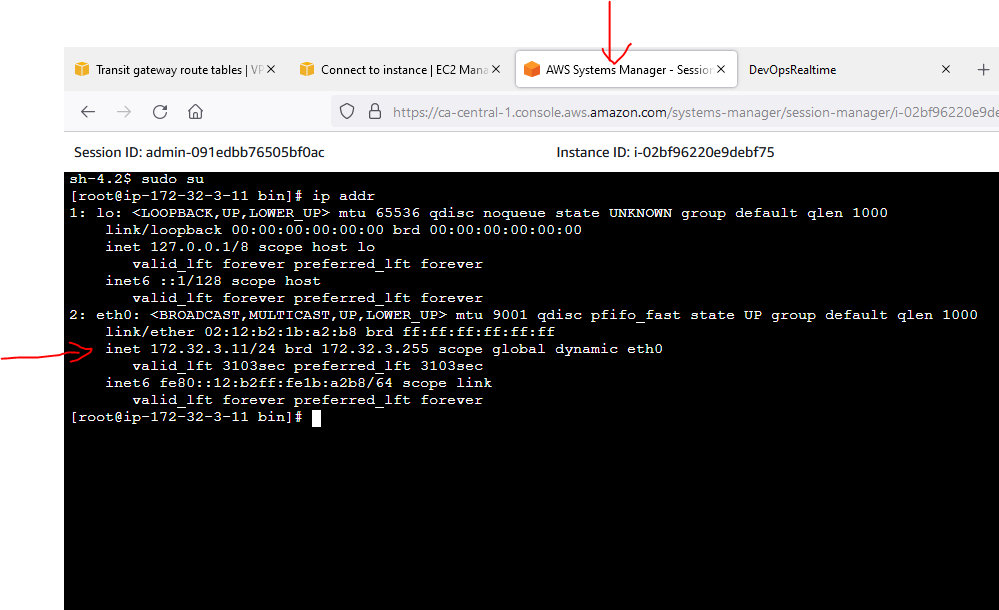 Transit gateway route tables | VP
Connect to instance | EC2 Mana
AWS Systems Manager - Session
DevOpsRealtime
https://ca-central-1.console.aws.amazon.com/systems-manager/session-manager/i-02bf96220e9de
Session ID: admin-091edbb76505bf0ac
Instance ID: i-02bf96220e9debf75
sh-4.2$ sudo su
[root@ip-172-32-3-11 bin]# ip addr
1: lo: <LOOPBACK,UP,LOWER_UP> mtu 65536 qdisc noqueue state UNKNOWN group default qlen 1000
link/loopback 00:00:00:00:00:00 brd 00:00:00:00:00:00
inet 127.0.0.1/8 scope host lo
valid_lft forever preferred_lft forever
inet6 ::1/128 scope host
valid_lft forever preferred_lft forever
2: eth0: <BROADCAST,MULTICAST,UP,LOWER_UP> mtu 9001 qdisc pfifo_fast state UP group default qlen 1000
link/ether 02:12:b2:1b:a2:b8 brd ff:ff:ff:ff:ff:ff
inet 172.32.3.11/24 brd 172.32.3.255 scope global dynamic eth0
valid_lft 3103sec preferred_lft 3103sec
inet6 fe80::12:b2ff:fe1b:a2b8/64 scope link
valid_lft forever preferred_lft forever
[root@ip-172-32-3-11 bin]#